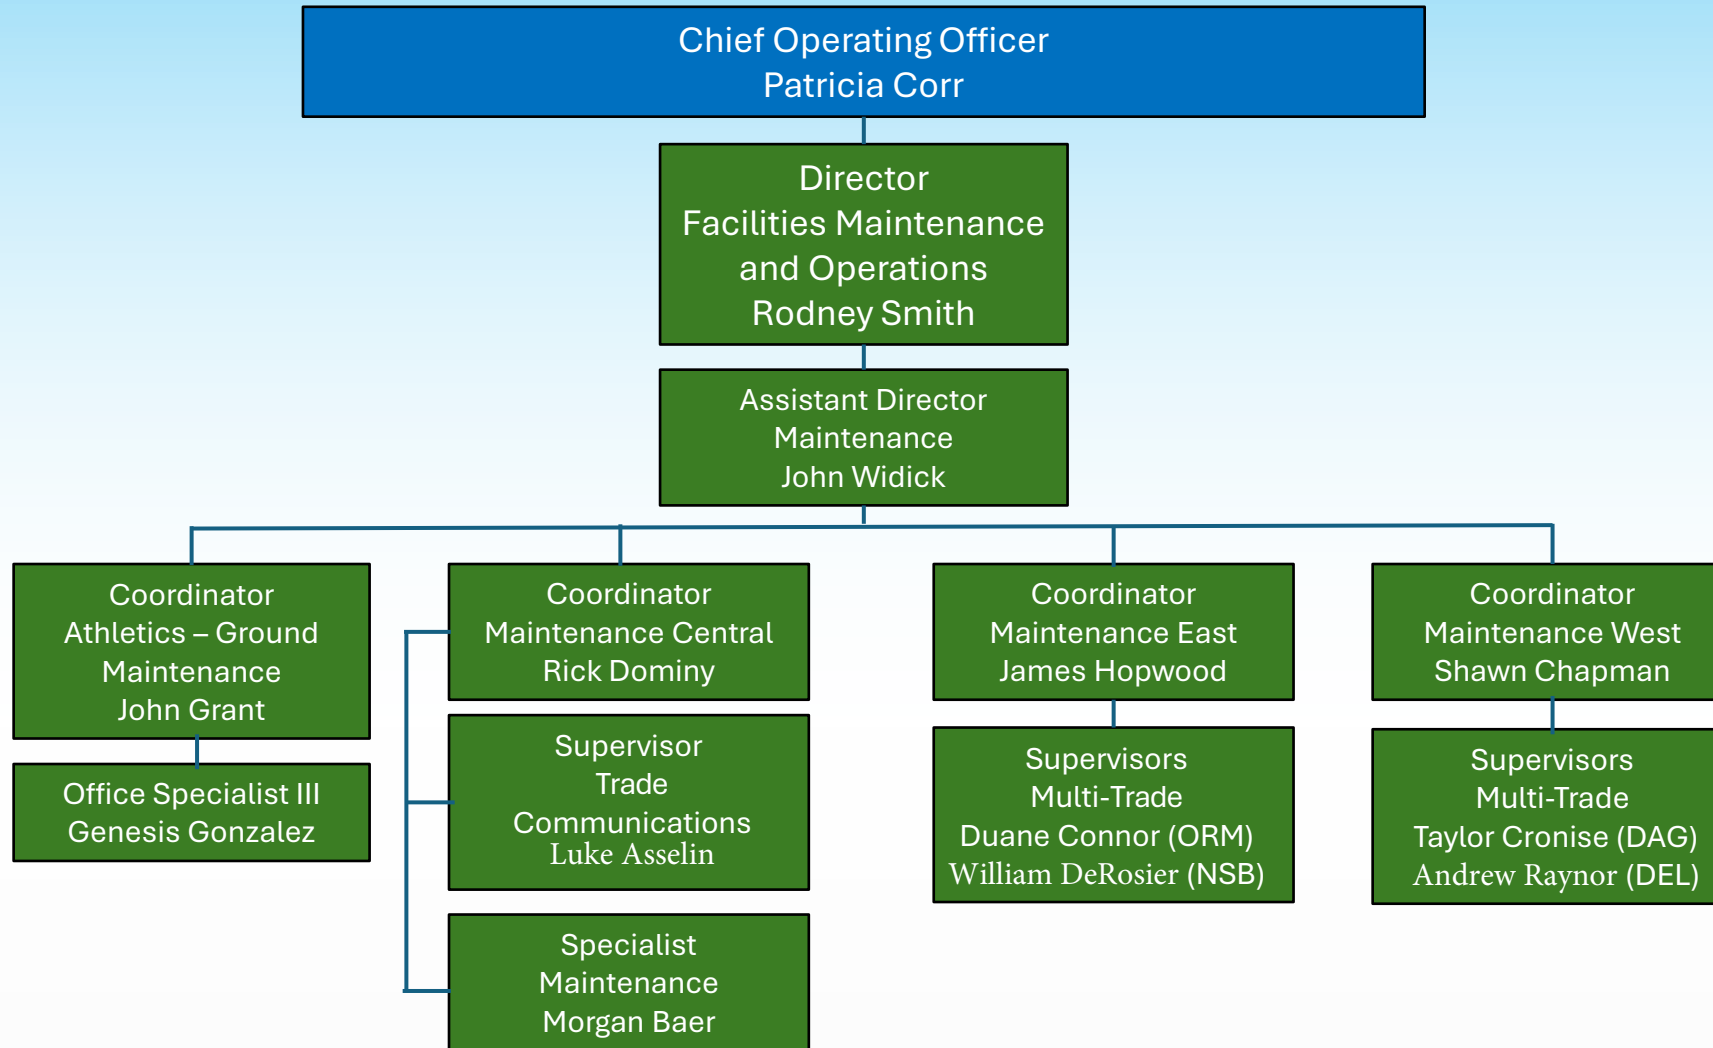 Chief Operating Officer
Patricia Corr
Director
Facilities Maintenance
and Operations
Rodney Smith
Assistant Director
Maintenance
John Widick
Coordinator
Athletics – Ground
Maintenance
John Grant
Office Specialist III
Genesis Gonzalez
Coordinator
Maintenance Central
Rick Dominy
Supervisor
Trade
Communications
Luke Asselin
Specialist
Maintenance
Morgan Baer
Coordinator
Maintenance East
James Hopwood
Supervisors
Multi-Trade
Duane Connor (ORM)
William DeRosier (NSB)
Coordinator
Maintenance West
Shawn Chapman
Supervisors
Multi-Trade
Taylor Cronise (DAG)
Andrew Raynor (DEL)